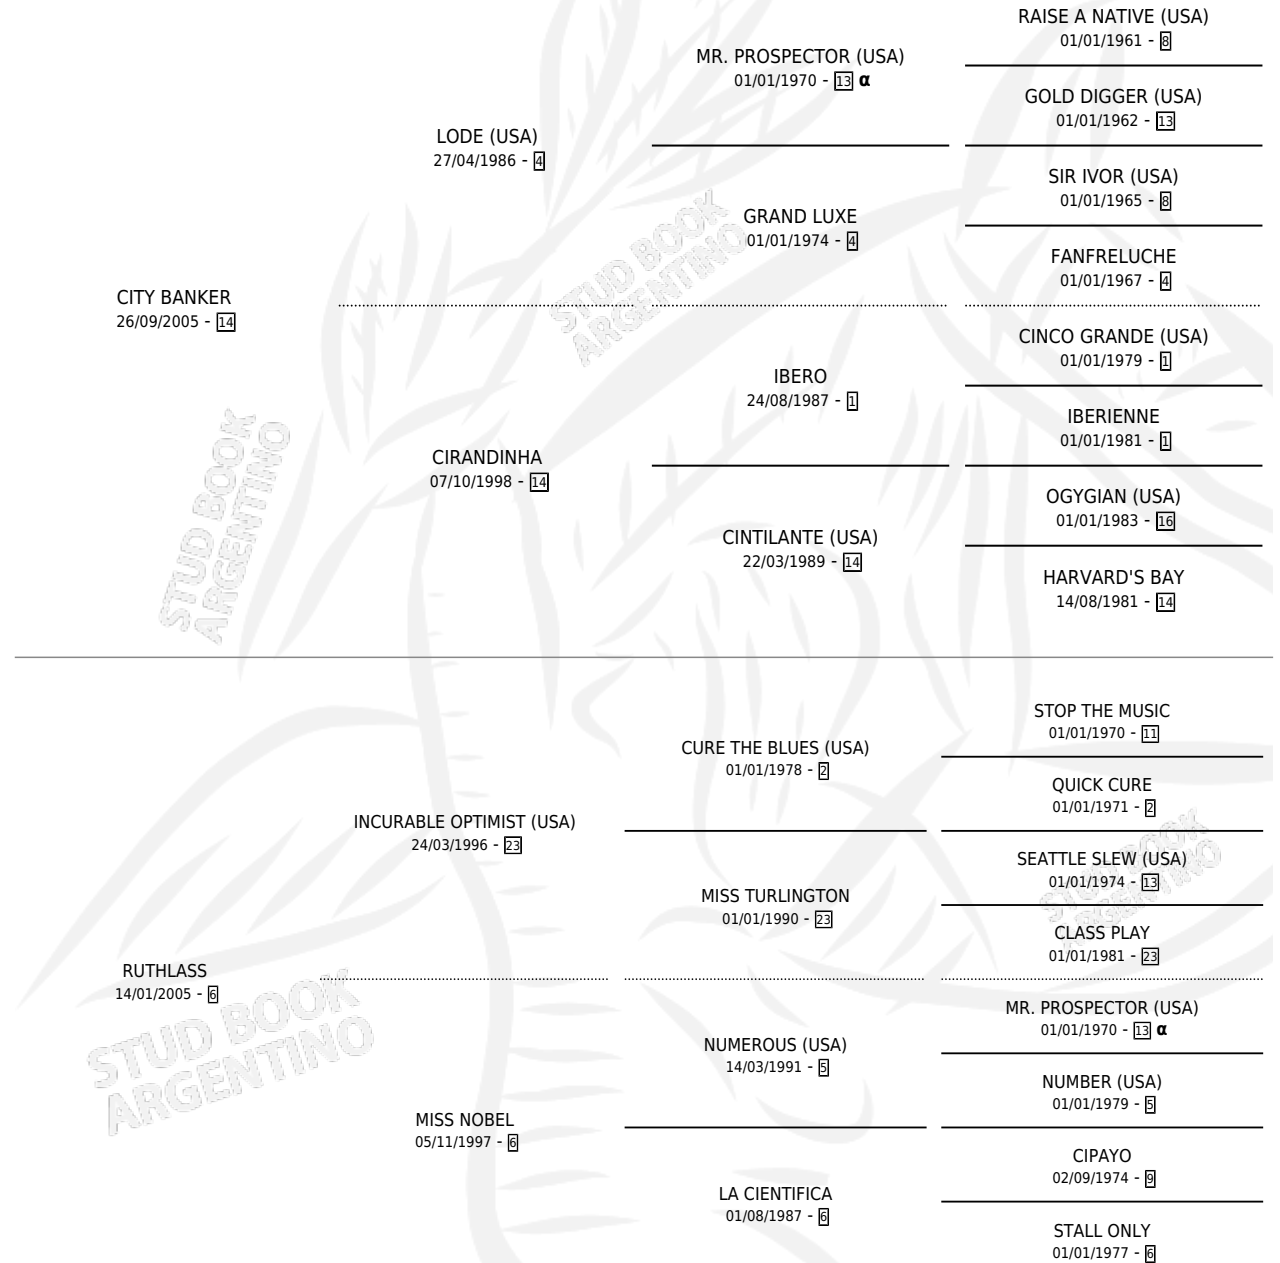 RAISE A NATIVE (USA)
01/01/1961 - 8
MR. PROSPECTOR (USA)
01/01/1970 - 13 α
GOLD DIGGER (USA)
01/01/1962 - 13
LODE (USA)
27/04/1986 - 4
SIR IVOR (USA)
01/01/1965 - 8
GRAND LUXE
01/01/1974 - 4
FANFRELUCHE
01/01/1967 - 4
CITY BANKER
26/09/2005 - 14
CINCO GRANDE (USA)
01/01/1979 - 1
IBERO
24/08/1987 - 1
IBERIENNE
01/01/1981 - 1
CIRANDINHA
07/10/1998 - 14
OGYGIAN (USA)
01/01/1983 - 16
CINTILANTE (USA)
22/03/1989 - 14
HARVARD'S BAY
14/08/1981 - 14
STOP THE MUSIC
01/01/1970 - 11
CURE THE BLUES (USA)
01/01/1978 - 2
QUICK CURE
01/01/1971 - 2
INCURABLE OPTIMIST (USA)
24/03/1996 - 23
SEATTLE SLEW (USA)
01/01/1974 - 13
MISS TURLINGTON
01/01/1990 - 23
CLASS PLAY
01/01/1981 - 23
RUTHLASS
14/01/2005 - 6
MR. PROSPECTOR (USA)
01/01/1970 - 13 α
NUMEROUS (USA)
14/03/1991 - 5
NUMBER (USA)
01/01/1979 - 5
MISS NOBEL
05/11/1997 - 6
CIPAYO
02/09/1974 - 9
LA CIENTIFICA
01/08/1987 - 6
STALL ONLY
01/01/1977 - 6
STUD BOOK
ARGENTINO
STUD BOOK
ARGENTINO
STUD BOOK
ARGENTINO
STUD BOOK
ARGENTINO